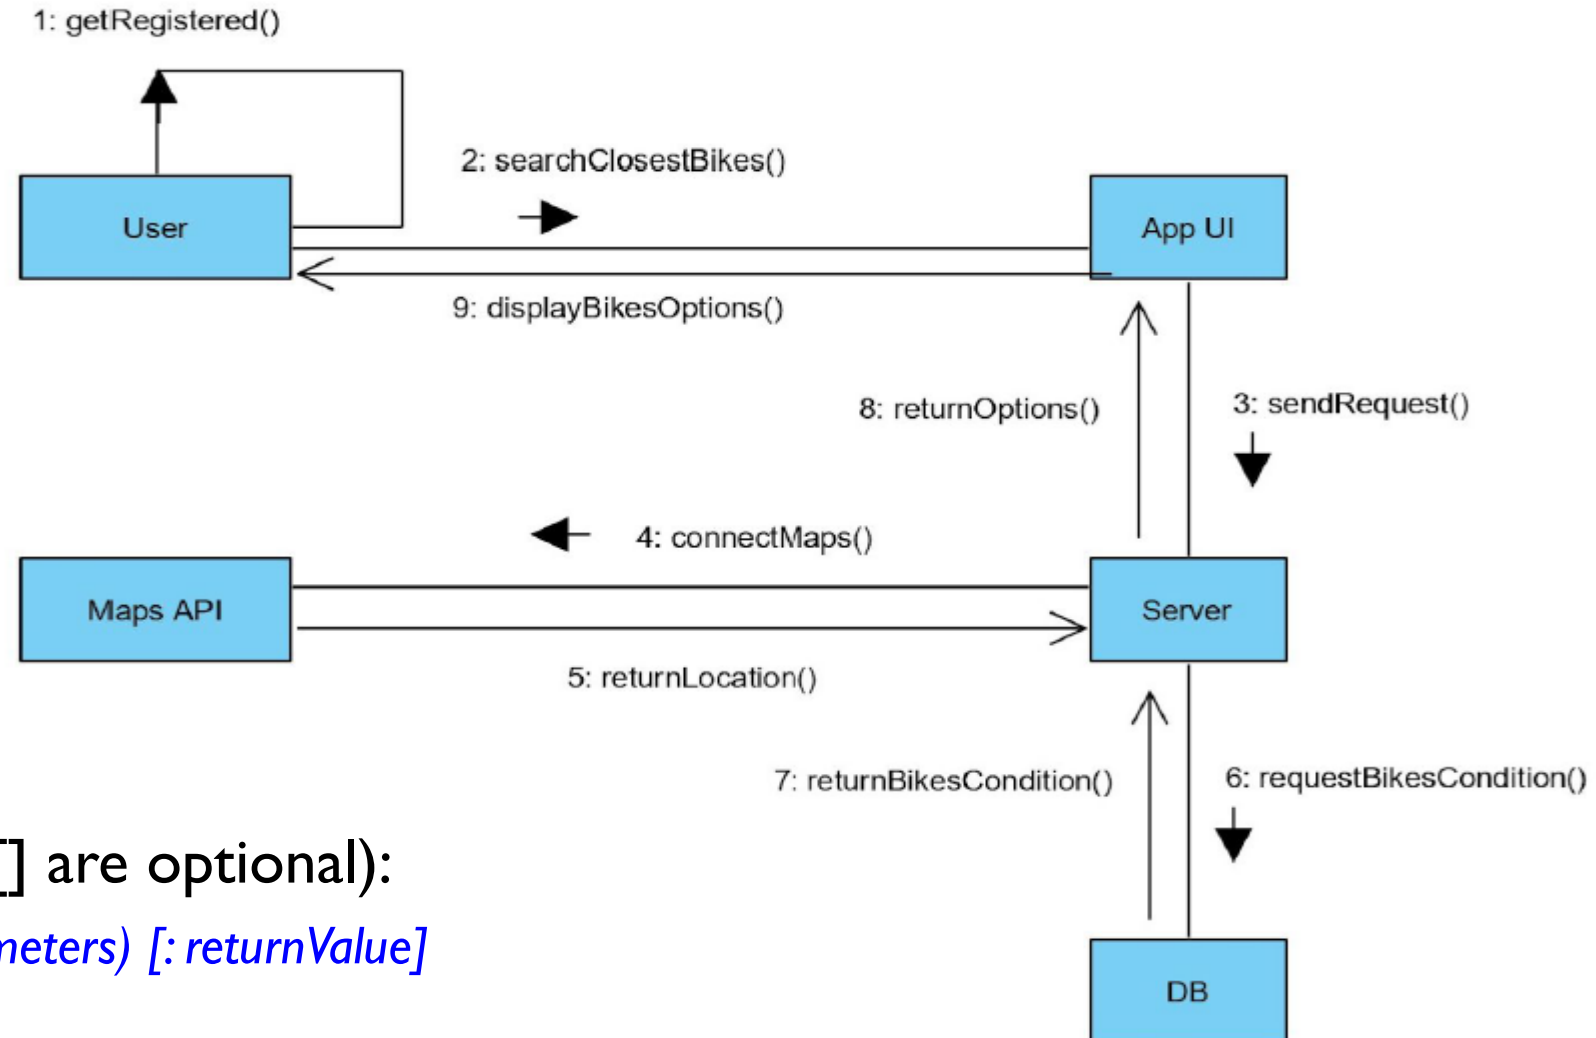 1: getRegistered()
2: searchClosestBikes()
User
App UI
9: displayBikesOptions()
8: returnOptions()
3: sendRequest()
4: connectMaps()
Maps API
Server
5: returnLocation()
7: returnBikesCondition()
6: requestBikesCondition()
[] are optional):
meters) [: returnValue]
DB